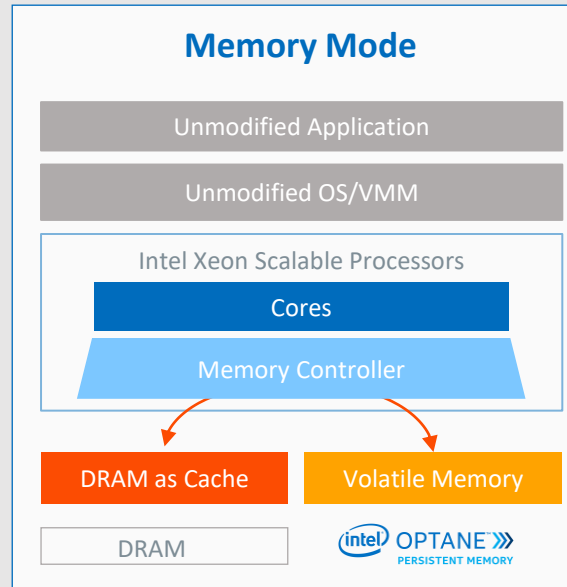 Memory Mode
Unmodified Application
Unmodified OS/VMM
Intel Xeon Scalable Processors
Cores
Memory Controller
DRAM as Cache
Volatile Memory
DRAM
intel OPTANE™
PERSISTENT MEMORY